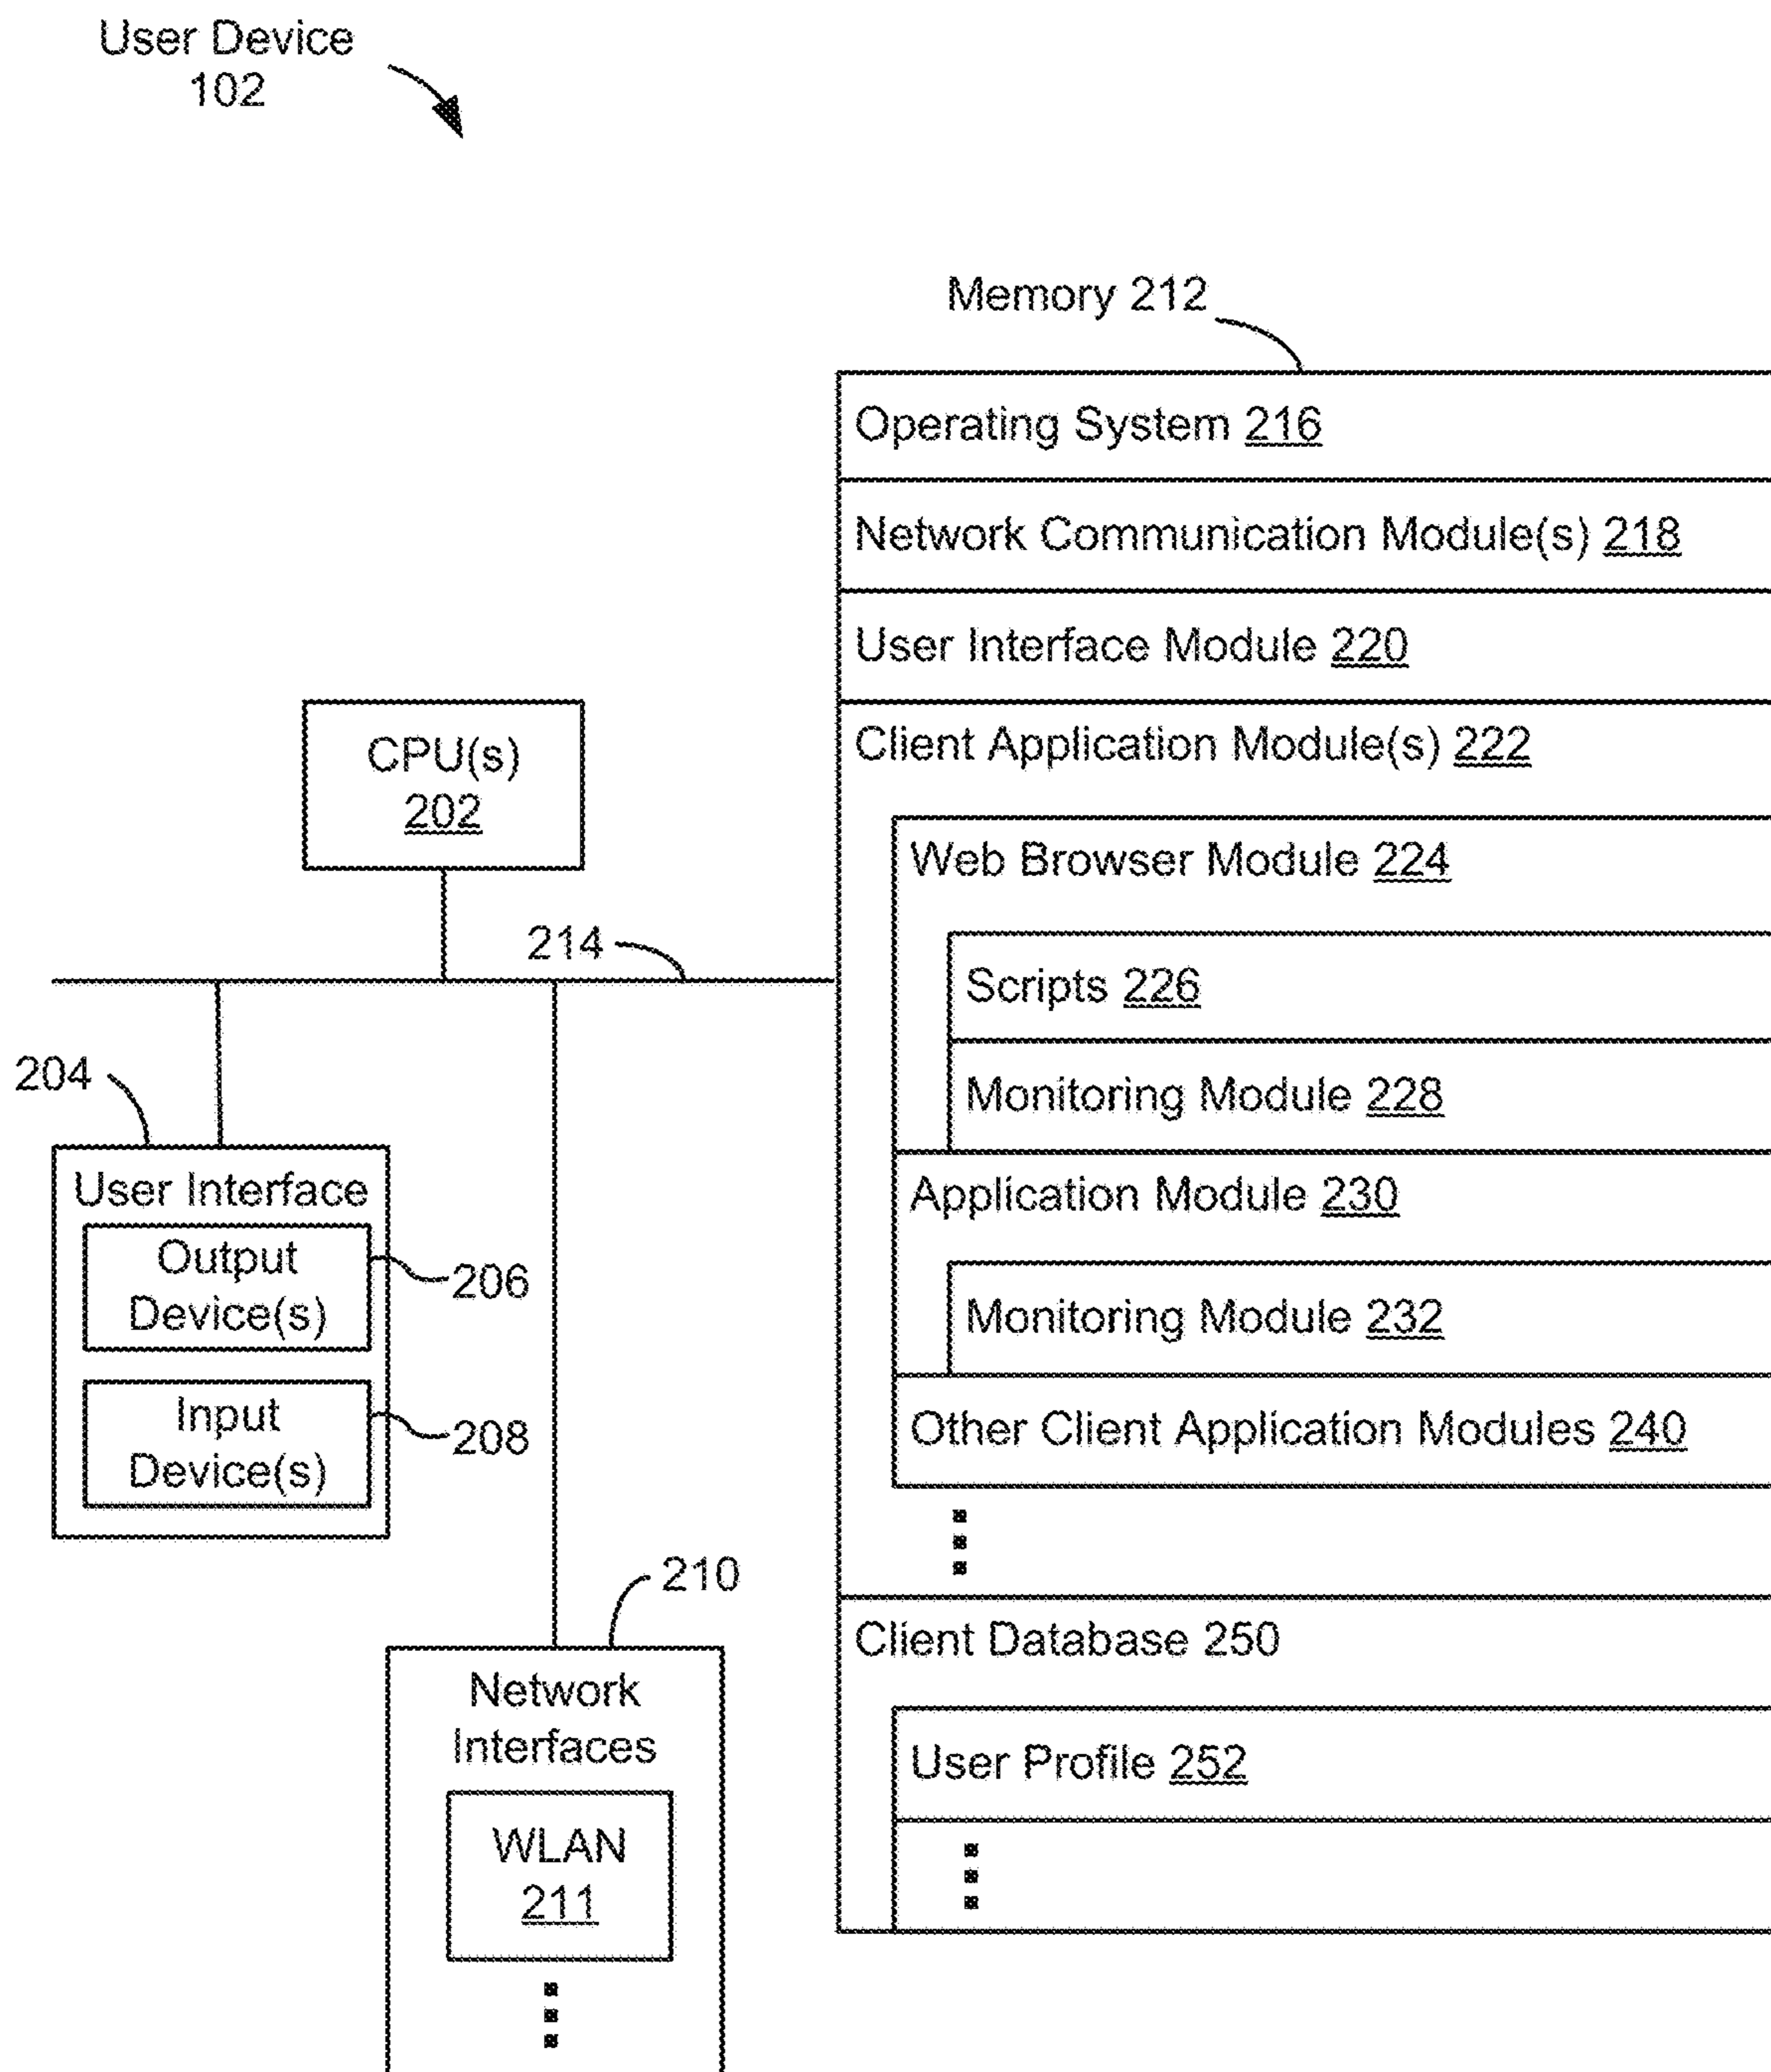 User Device
102
Memory 212
Operating System 216
Network Communication Module(s) 218
User Interface Module 220
Client Application Module(s) 222
Web Browser Module 224
Scripts 226
Monitoring Module 228
Application Module 230
Monitoring Module 232
Other Client Application Modules 240
Client Database 250
User Profile 252
CPU(s)
202
214
204
User Interface
Output
Device(s)
206
Input
Device(s)
208
210
Network
Interfaces
WLAN
211